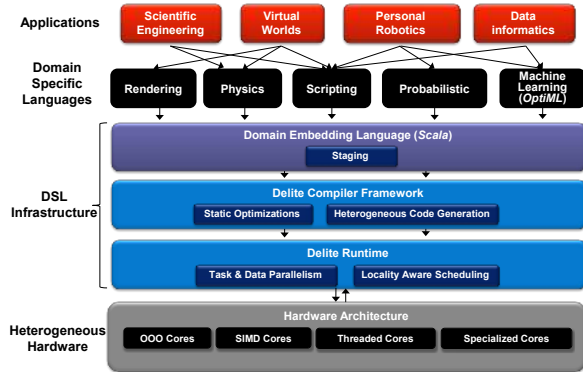 Applications
Scientific
Engineering
Virtual
Worlds
Personal
Robotics
Data
informatics
Domain
Specific
Languages
Rendering
Physics
Scripting
Probabilistic
Machine
Learning
(OptiML)
DSL
Infrastructure
Domain Embedding Language (Scala)
Staging
Delite Compiler Framework
Static Optimizations
Heterogeneous Code Generation
Delite Runtime
Task & Data Parallelism
Locality Aware Scheduling
Heterogeneous
Hardware
Hardware Architecture
OOO Cores
SIMD Cores
Threaded Cores
Specialized Cores